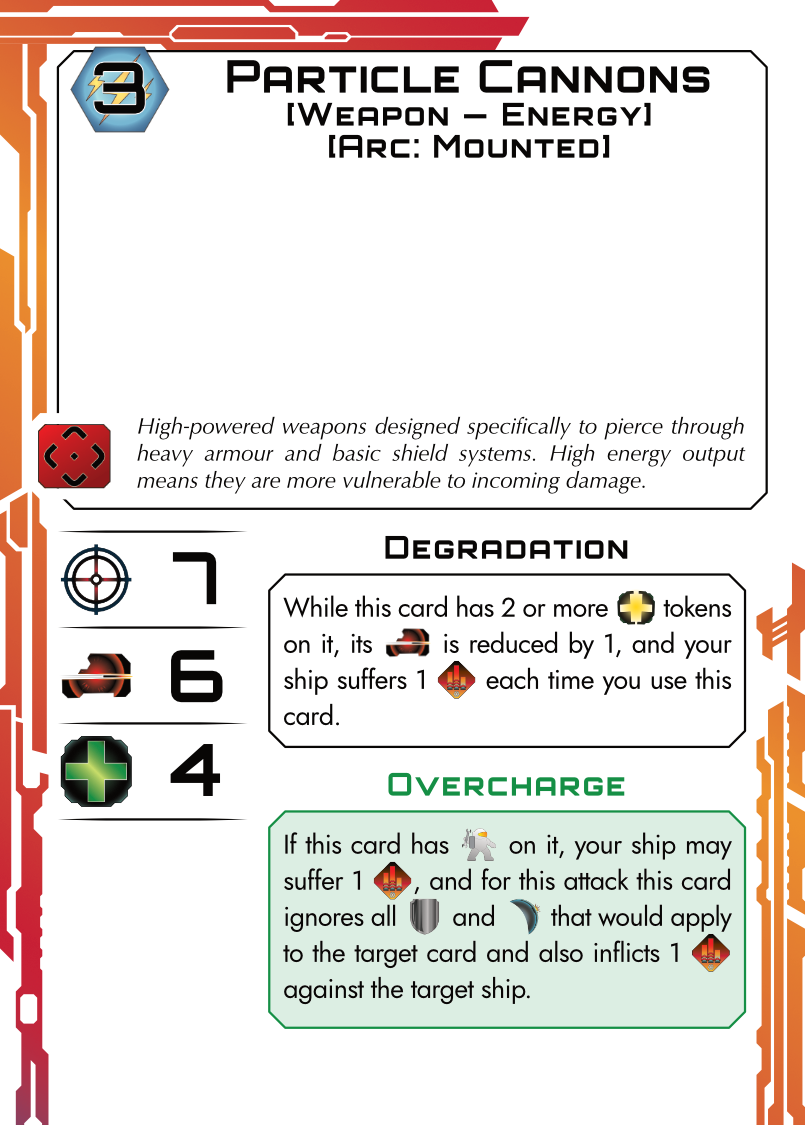 3
Particle Cannons
[Weapon – Energy]
[Arc: Mounted]
High-powered weapons designed specifically to pierce through
heavy armour and basic shield systems. High energy output
means they are more vulnerable to incoming damage.
7
6
4
Degradation
While this card has 2 or more tokens
on it, its is reduced by 1, and your
ship suffers 1 each time you use this
card.
Overcharge
If this card has on it, your ship may
suffer 1 , and for this attack this card
ignores all and that would apply
to the target card and also inflicts 1
against the target ship.